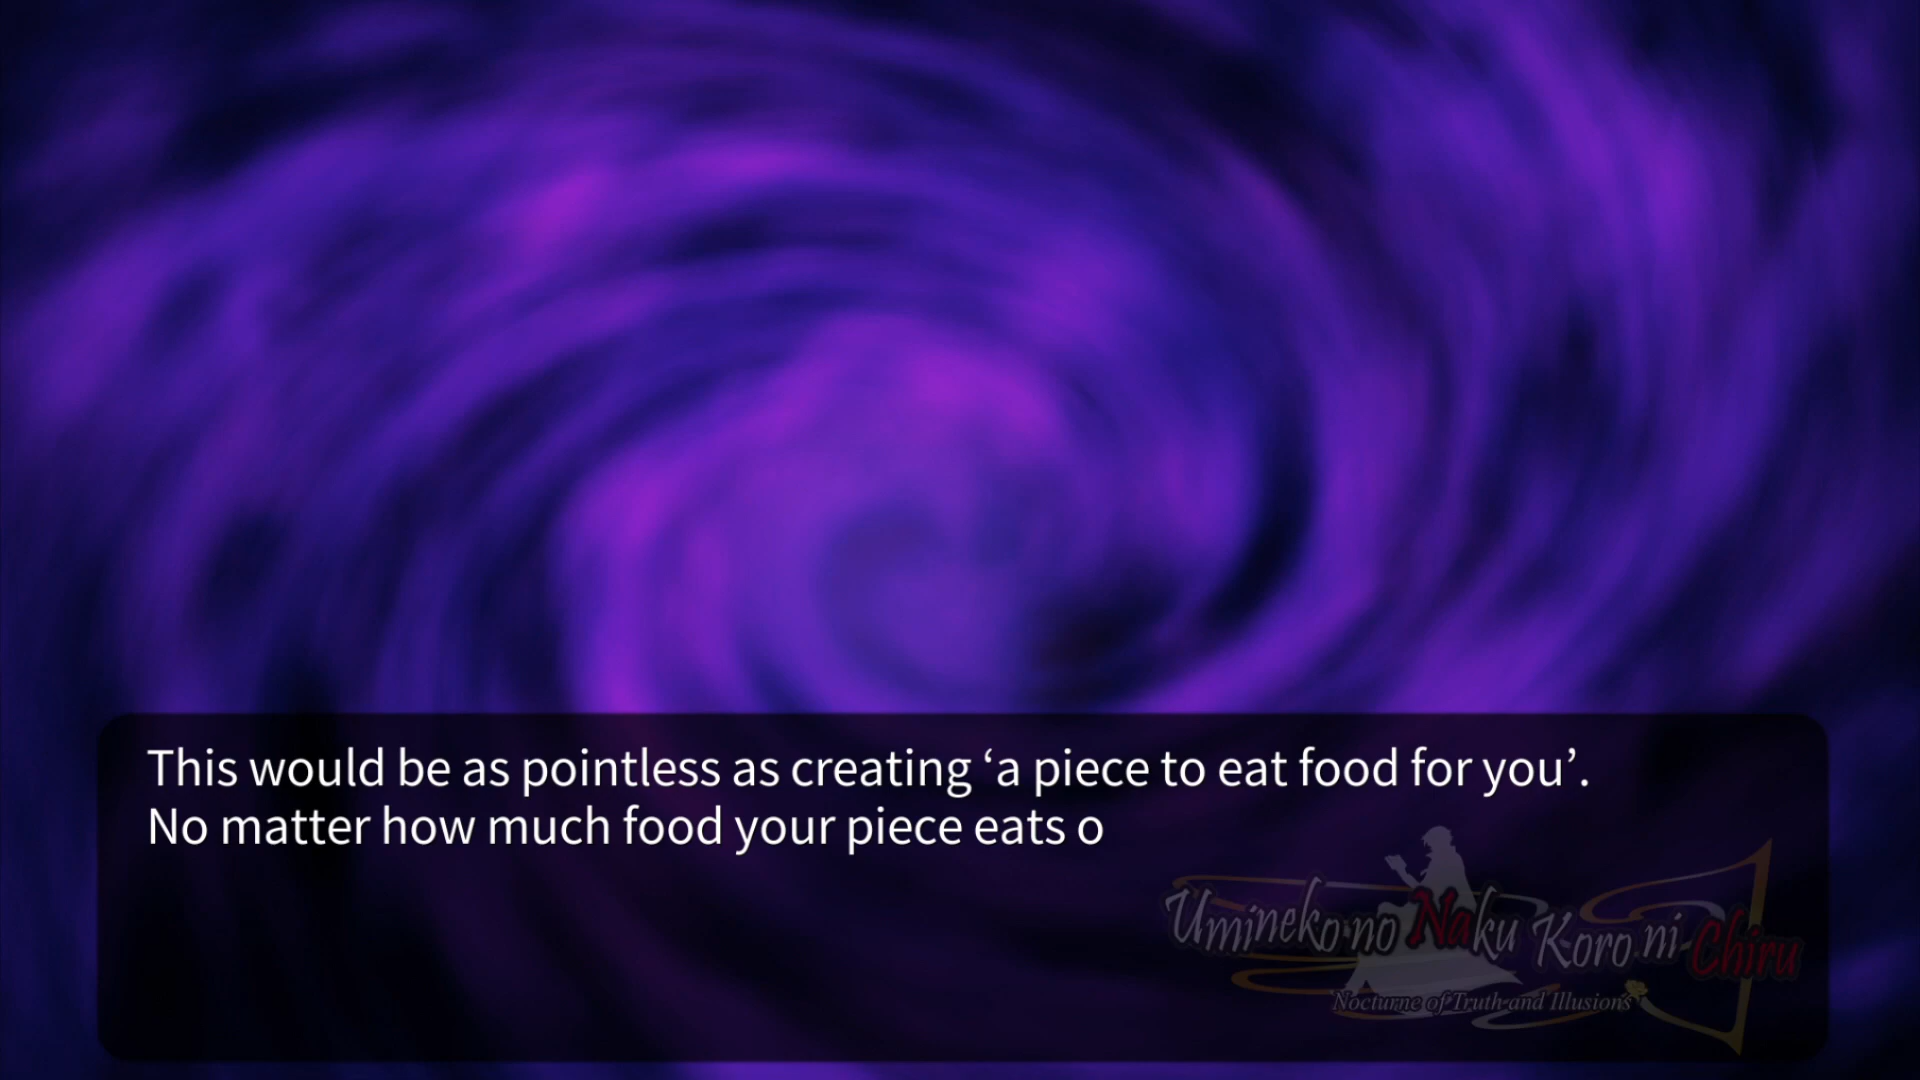 This would be as pointless as creating ‘a piece to eat food for you’.
No matter how much food your piece eats o
Umineko no Naku Koro ni Chiru
Nocturne of Truth and Illusions